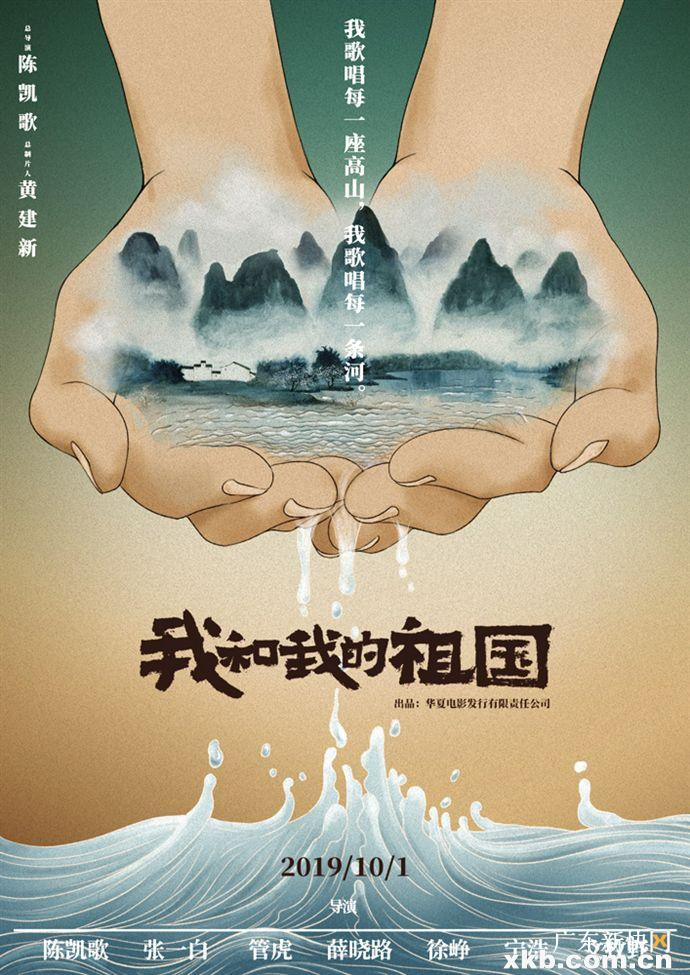 总导演
陈凯歌
总制片人
黄建新
我歌唱每一座高山，我歌唱每一条河。
我和我的祖国
出品：华夏电影发行有限责任公司
2019/10/1
导演
陈凯歌 张一白 管虎 薛晓路 徐峥 宁浩
广东新快网
xkb.com.cn